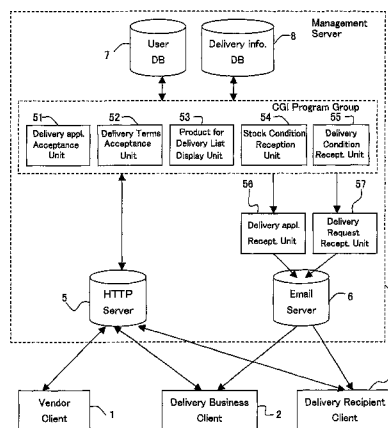 Management
Server
7
User
DB
8
Delivery info.
DB
CGI Program Group
51
Delivery appl.
Acceptance
Unit
52
Delivery Terms
Acceptance
Unit
53
Product for
Delivery List
Display Unit
54
Stock Condition
Reception
Unit
55
Delivery
Condition
Recept. Unit
56
Delivery appl.
Recept. Unit
57
Delivery
Request
Recept. Unit
5
HTTP
Server
Email
Server
6
Vendor
Client
1
Delivery Business
Client
2
Delivery Recipient
Client